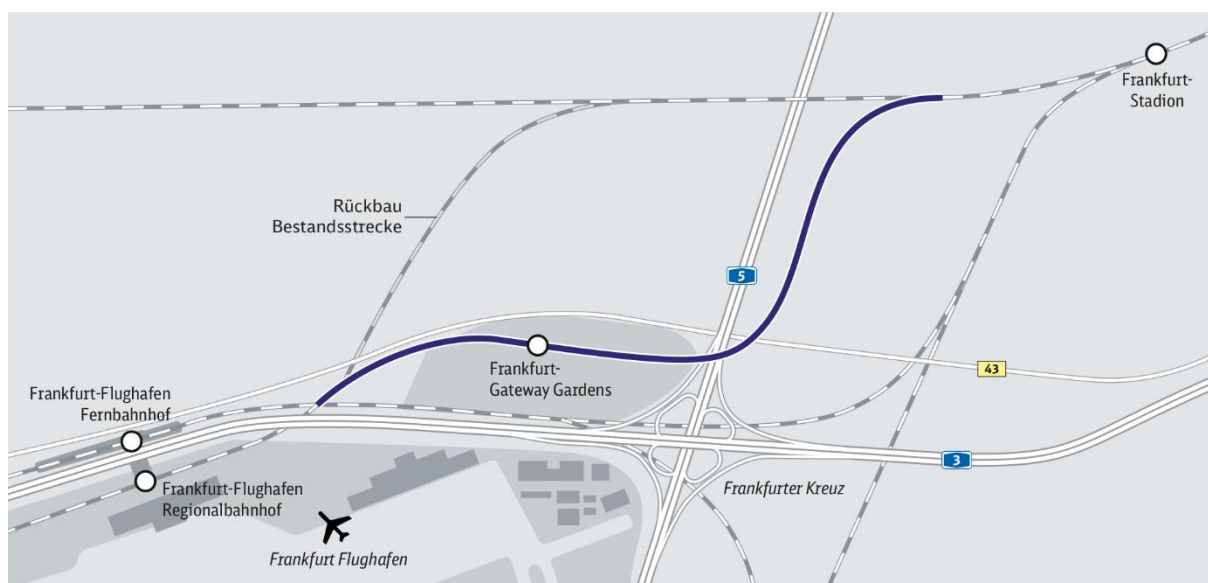 Frankfurt-
Stadion
Rückbau
Bestandsstrecke
5
Frankfurt-
Gateway Gardens
43
Frankfurt-Flughafen
Fernbahnhof
3
Frankfurt-Flughafen
Regionalbahnhof
Frankfurter Kreuz
Frankfurt Flughafen